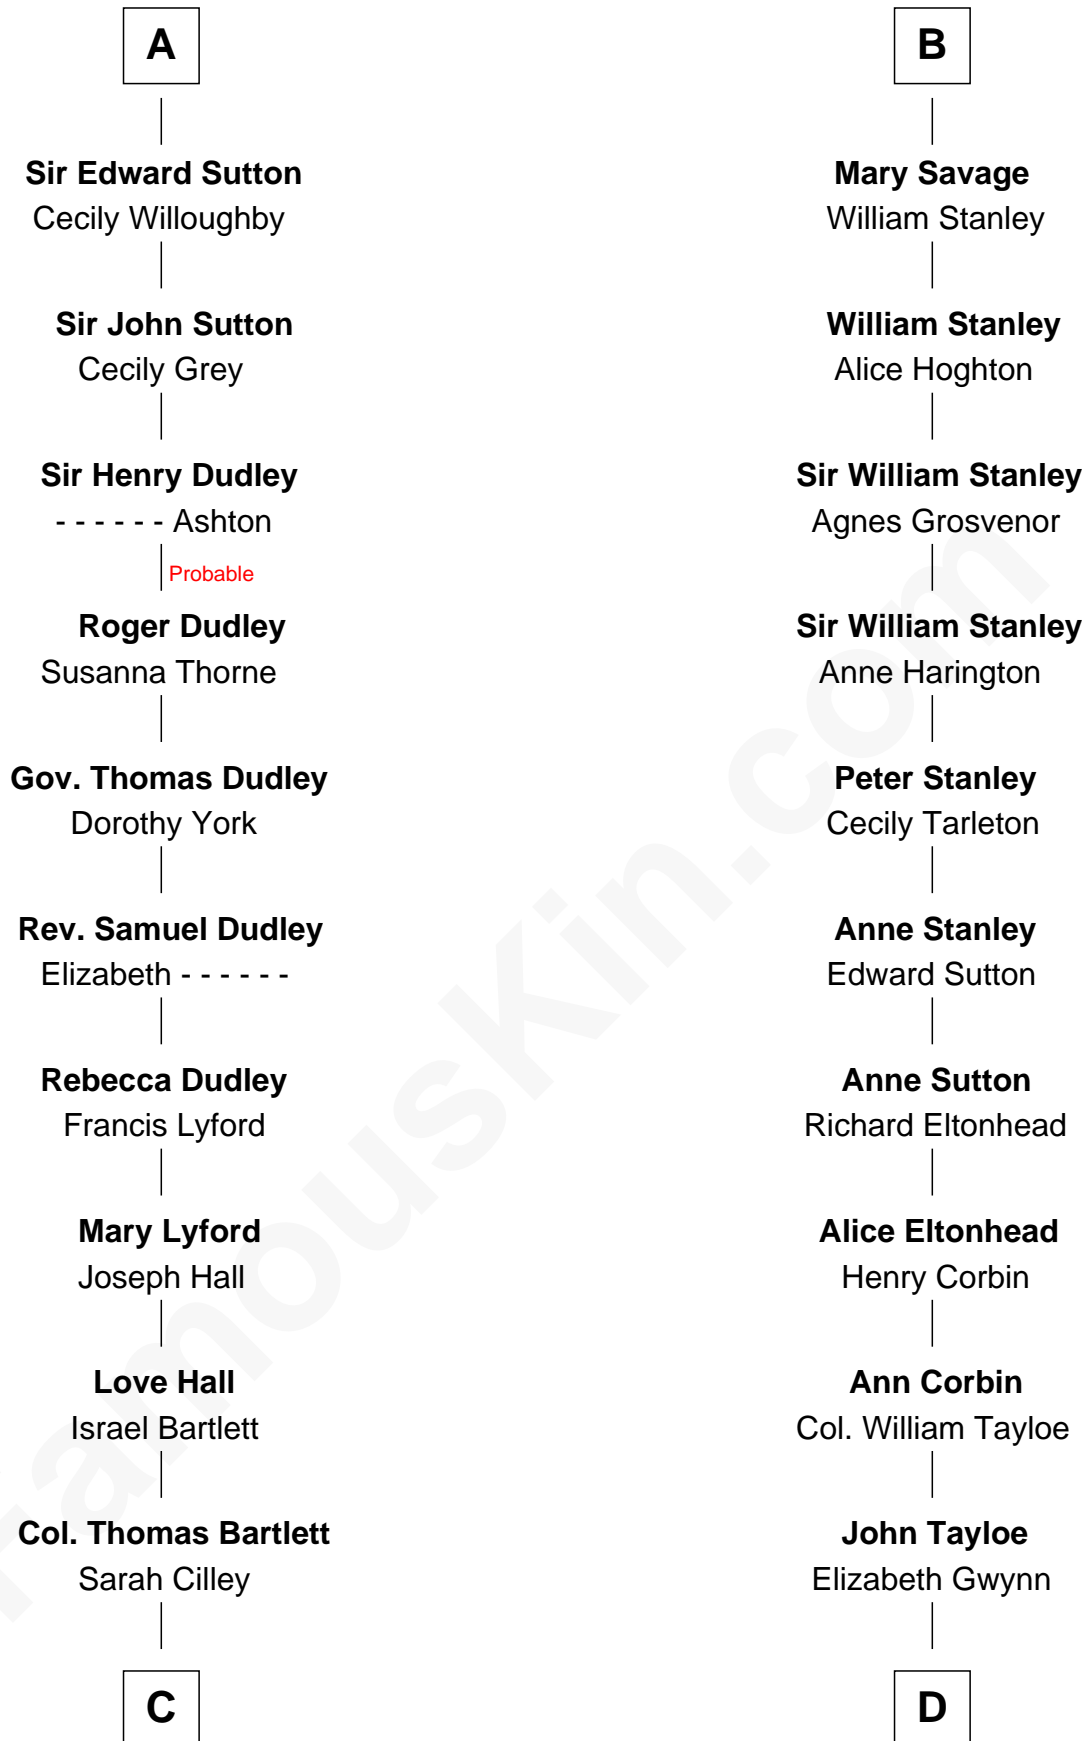 A
Sir Edward Sutton
Cecily Willoughby
Sir John Sutton
Cecily Grey
Sir Henry Dudley
- - - - - - Ashton
Probable
Roger Dudley
Susanna Thorne
Gov. Thomas Dudley
Dorothy York
Rev. Samuel Dudley
Elizabeth - - - - - -
Rebecca Dudley
Francis Lyford
Mary Lyford
Joseph Hall
Love Hall
Israel Bartlett
Col. Thomas Bartlett
Sarah Cilley
C
B
Mary Savage
William Stanley
William Stanley
Alice Hoghton
Sir William Stanley
Agnes Grosvenor
Sir William Stanley
Anne Harington
Peter Stanley
Cecily Tarleton
Anne Stanley
Edward Sutton
Anne Sutton
Richard Eltonhead
Alice Eltonhead
Henry Corbin
Ann Corbin
Col. William Tayloe
John Tayloe
Elizabeth Gwynn
D
FamousKin.com